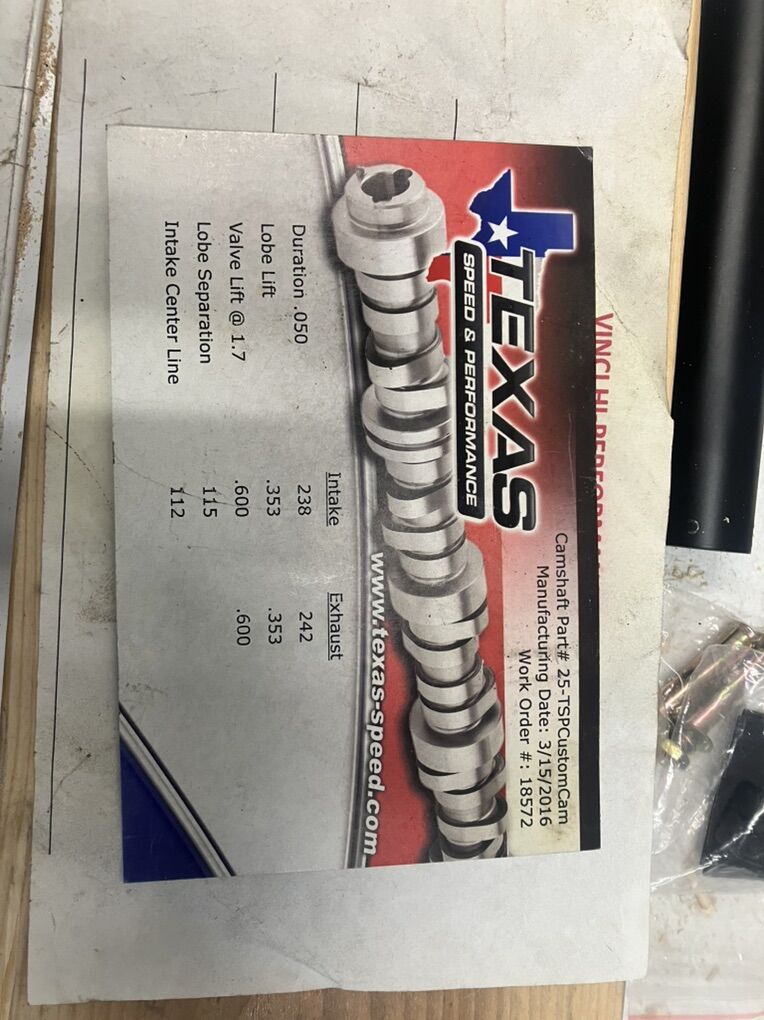 TEXAS
SPEED & PERFORMANCE
Camshaft Part# 25-TSPCustomCam
Manufacturing Date: 3/15/2016
Work Order #: 18572
www.texas-speed.com
Intake Exhaust
Duration .050 238 242
Lobe Lift .353 .353
Valve Lift @ 1.7 .600 .600
Lobe Separation 115
Intake Center Line 112
VINCI HI